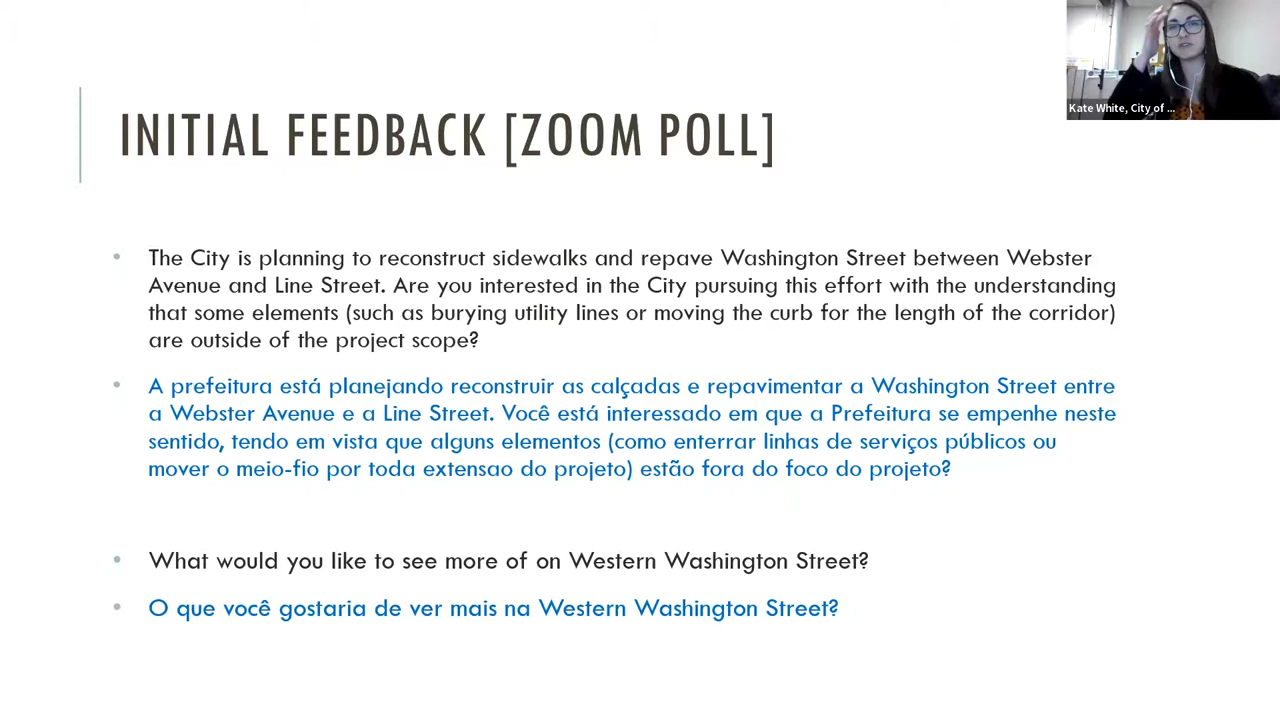 Kate White, City of ...
INITIAL FEEDBACK [ZOOM POLL]
• The City is planning to reconstruct sidewalks and repave Washington Street between Webster
Avenue and Line Street. Are you interested in the City pursuing this effort with the understanding
that some elements (such as burying utility lines or moving the curb for the length of the corridor)
are outside of the project scope?
• A prefeitura está planejando reconstruir as calçadas e repavimentar a Washington Street entre
a Webster Avenue e a Line Street. Você está interessado em que a Prefeitura se empenhe neste
sentido, tendo em vista que alguns elementos (como enterrar linhas de serviços públicos ou
mover o meio-fio por toda extensao do projeto) estão fora do foco do projeto?
• What would you like to see more of on Western Washington Street?
• O que você gostaria de ver mais na Western Washington Street?